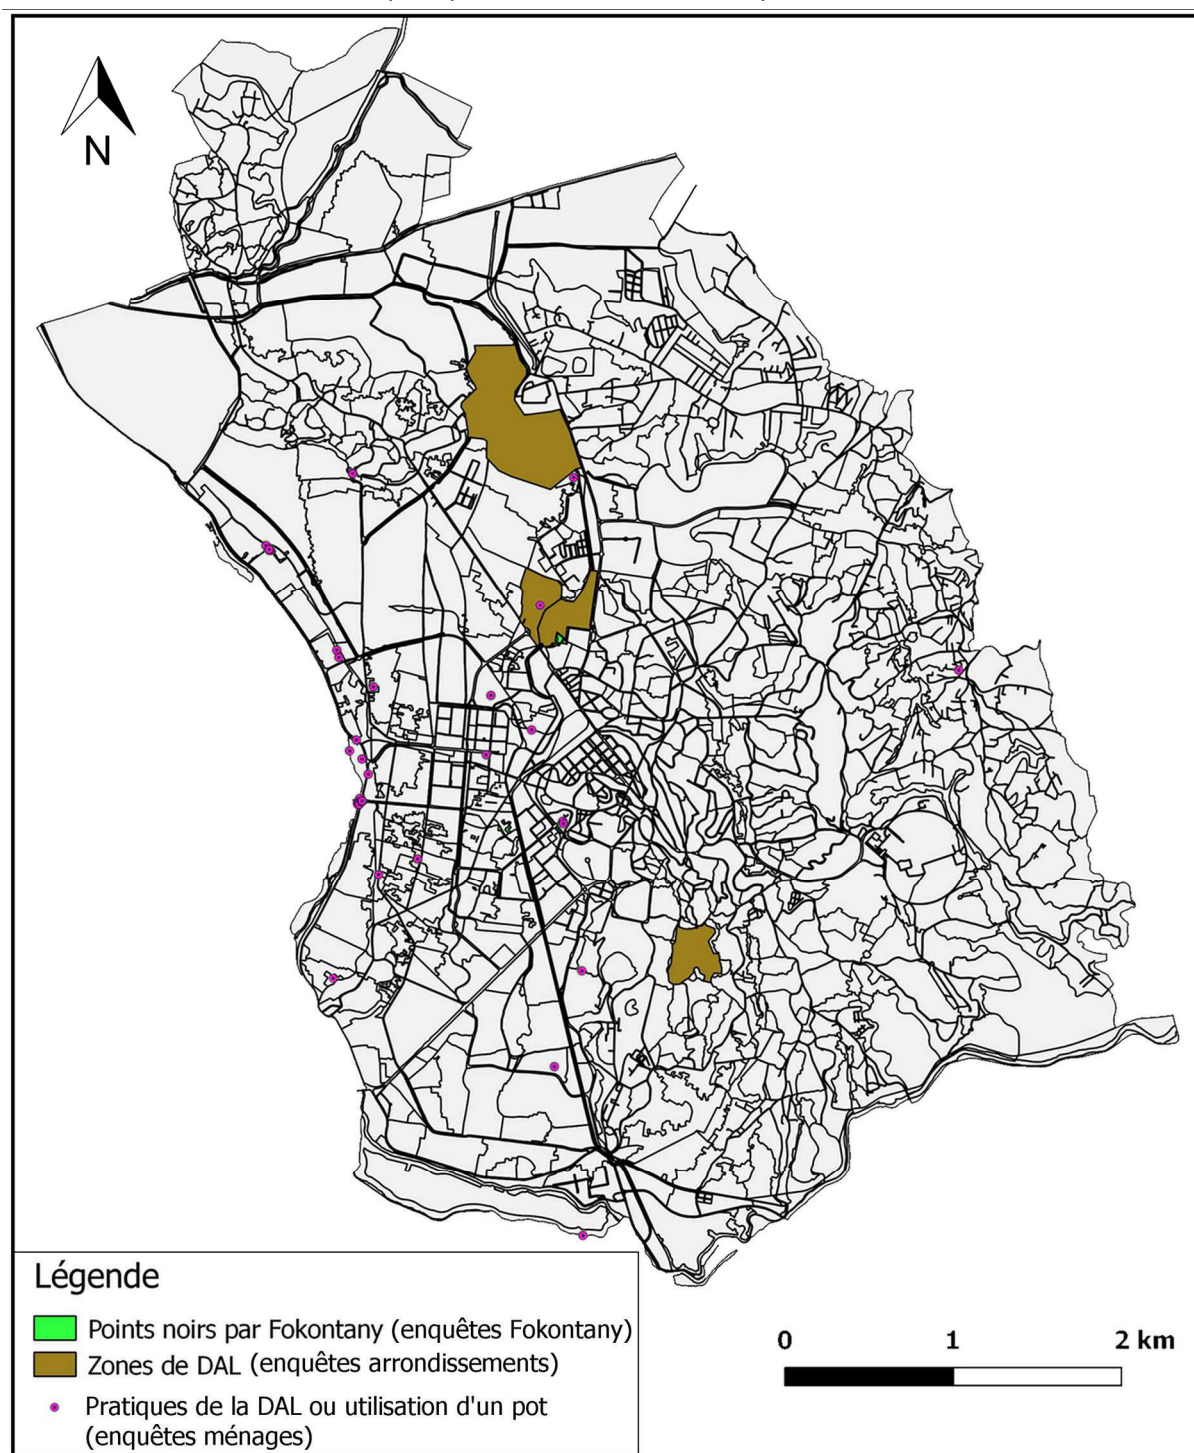 N
Légende
Points noirs par Fokontany (enquêtes Fokontany)
Zones de DAL (enquêtes arrondissements)
Pratiques de la DAL ou utilisation d'un pot
(enquêtes ménages)
0 1 2 km